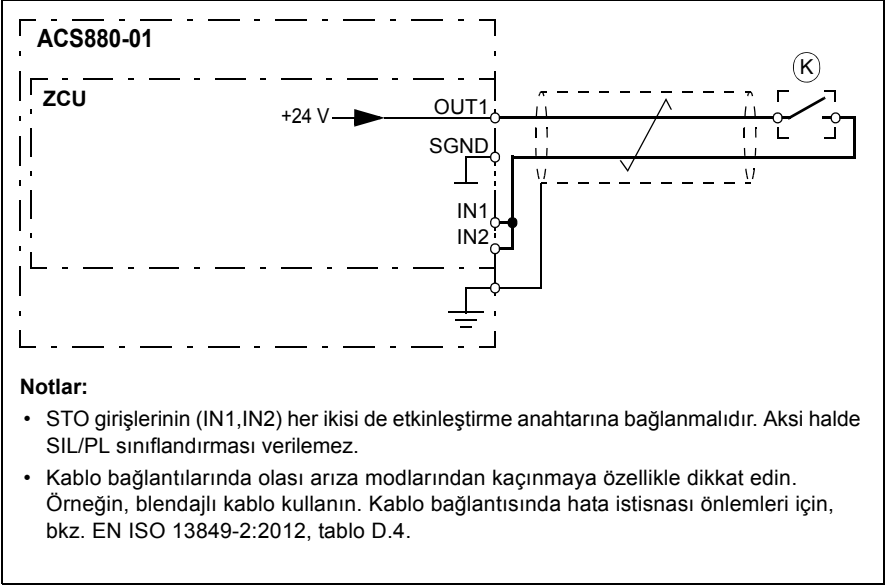 ACS880-01
K
ZCU
+24 V
OUT1
SGND
IN1
IN2
Notlar:
• STO girişlerinin (IN1,IN2) her ikisi de etkinleştirme anahtarına bağlanmalıdır. Aksi halde
SIL/PL sınıflandırması verilemez.
• Kablo bağlantılarında olası arıza modlarından kaçınmaya özellikle dikkat edin.
Örneğin, blendajlı kablo kullanın. Kablo bağlantısında hata istisnası önlemleri için,
bkz. EN ISO 13849-2:2012, tablo D.4.